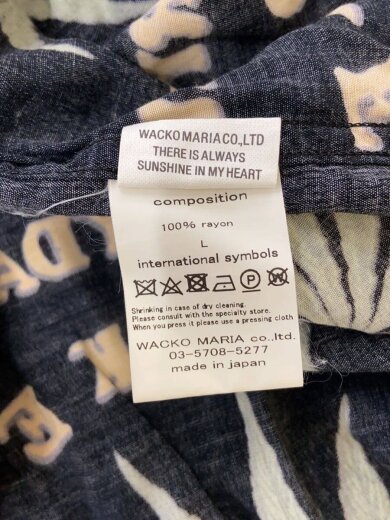 WACKO MARIA CO.,LTD
THERE IS ALWAYS
SUNSHINE IN MY HEART
composition
100% rayon
L
international symbols
P W
Shrinking in case of dry cleaning.
Please consult with the specialty store.
When you press it please use a pressing cloth
WACKO MARIA co.,ltd.
03-5708-5277
made in japan